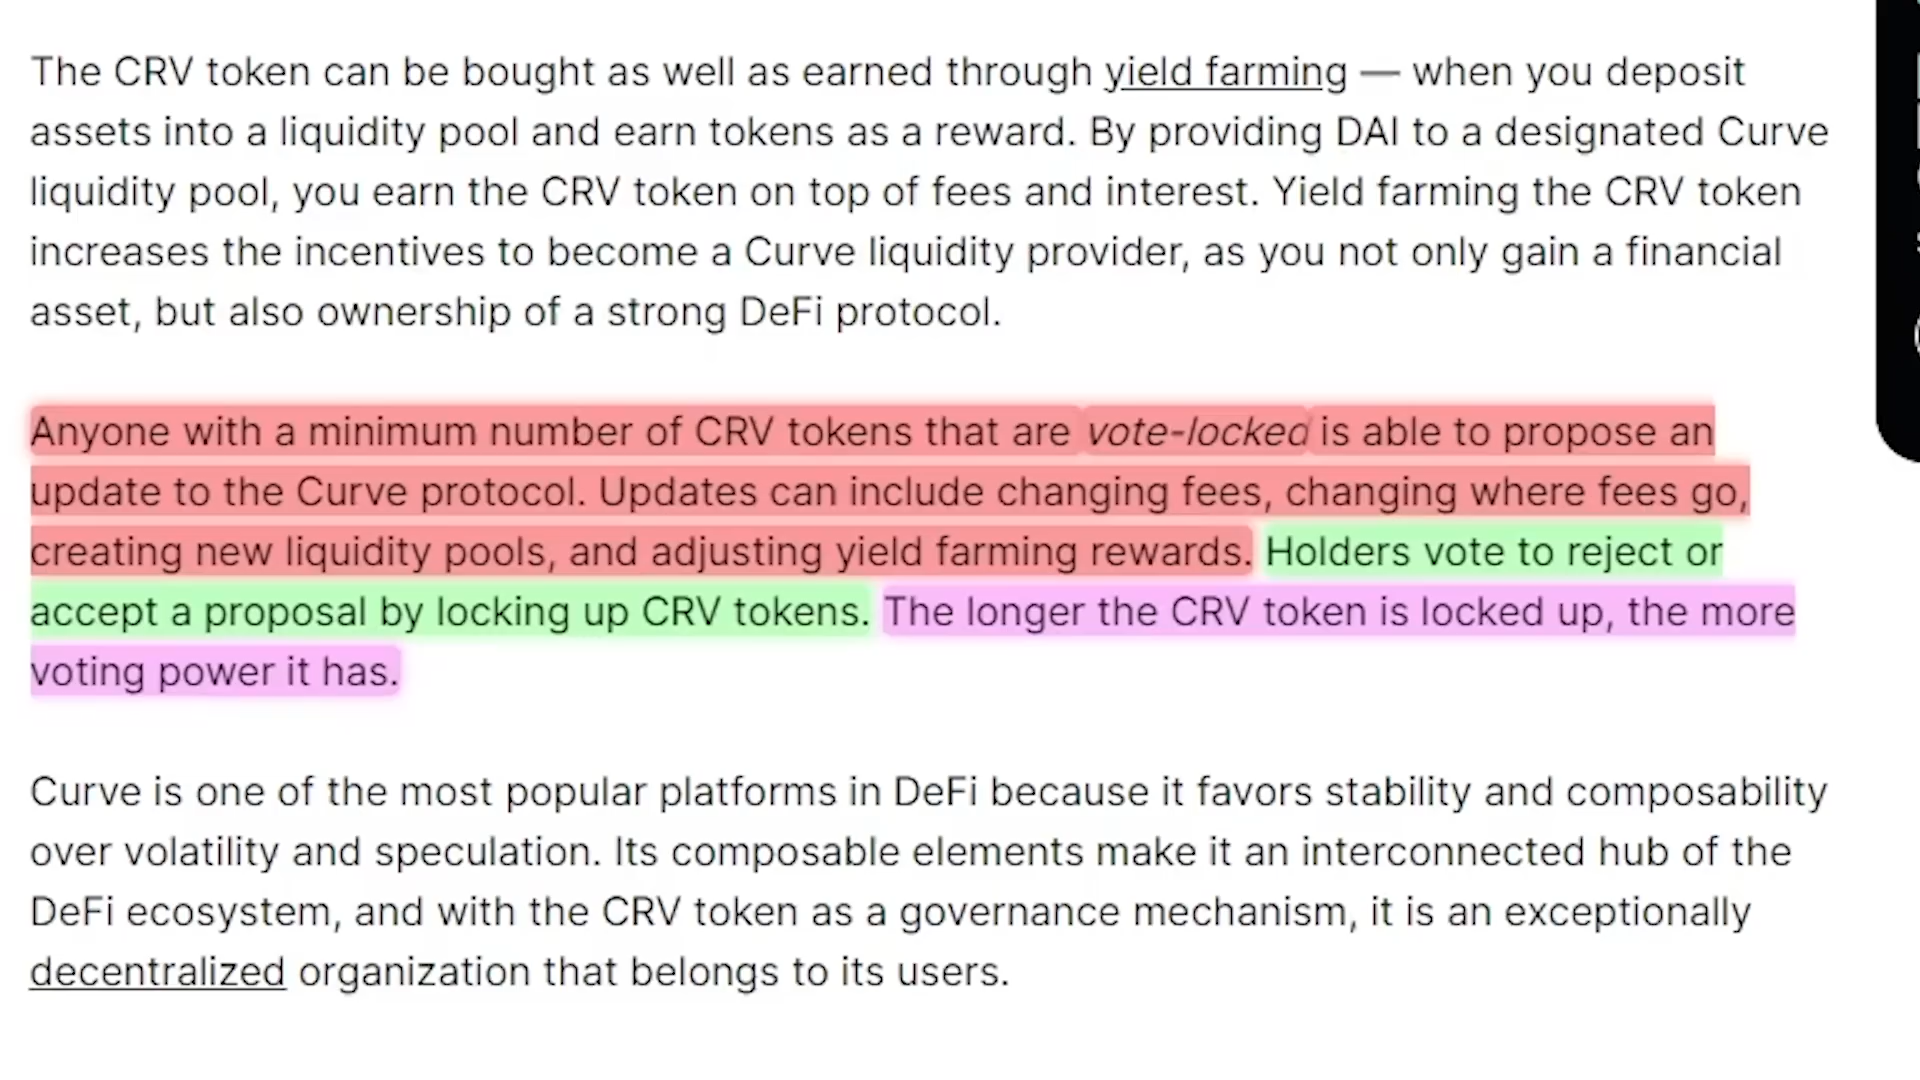 The CRV token can be bought as well as earned through yield farming — when you deposit
assets into a liquidity pool and earn tokens as a reward. By providing DAI to a designated Curve
liquidity pool, you earn the CRV token on top of fees and interest. Yield farming the CRV token
increases the incentives to become a Curve liquidity provider, as you not only gain a financial
asset, but also ownership of a strong DeFi protocol.
Anyone with a minimum number of CRV tokens that are vote-locked is able to propose an
update to the Curve protocol. Updates can include changing fees, changing where fees go,
creating new liquidity pools, and adjusting yield farming rewards. Holders vote to reject or
accept a proposal by locking up CRV tokens. The longer the CRV token is locked up, the more
voting power it has.
Curve is one of the most popular platforms in DeFi because it favors stability and composability
over volatility and speculation. Its composable elements make it an interconnected hub of the
DeFi ecosystem, and with the CRV token as a governance mechanism, it is an exceptionally
decentralized organization that belongs to its users.